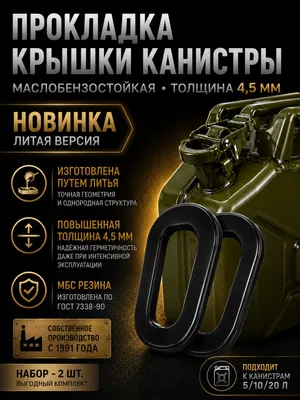 ПРОКЛАДКА
КРЫШКИ КАНИСТРЫ
МАСЛОБЕНЗОСТОЙКАЯ • ТОЛЩИНА 4,5 ММ
НОВИНКА
ЛИТАЯ ВЕРСИЯ
ИЗГОТОВЛЕНА
ПУТЕМ ЛИТЬЯ
ТОЧНАЯ ГЕОМЕТРИЯ
И ОДНОРОДНАЯ СТРУКТУРА
ПОВЫШЕННАЯ
ТОЛЩИНА 4,5 ММ
НАДЁЖНАЯ ГЕРМЕТИЧНОСТЬ
ДАЖЕ ПРИ ИНТЕНСИВНОЙ
ЭКСПЛУАТАЦИИ
МБС РЕЗИНА
ИЗГОТОВЛЕНА ПО
ГОСТ 7338-90
СОБСТВЕННОЕ
ПРОИЗВОДСТВО
С 1991 ГОДА
НАБОР - 2 ШТ.
ВЫГОДНЫЙ КОМПЛЕКТ
ПОДХОДИТ
К КАНИСТРАМ
5/10/20 Л